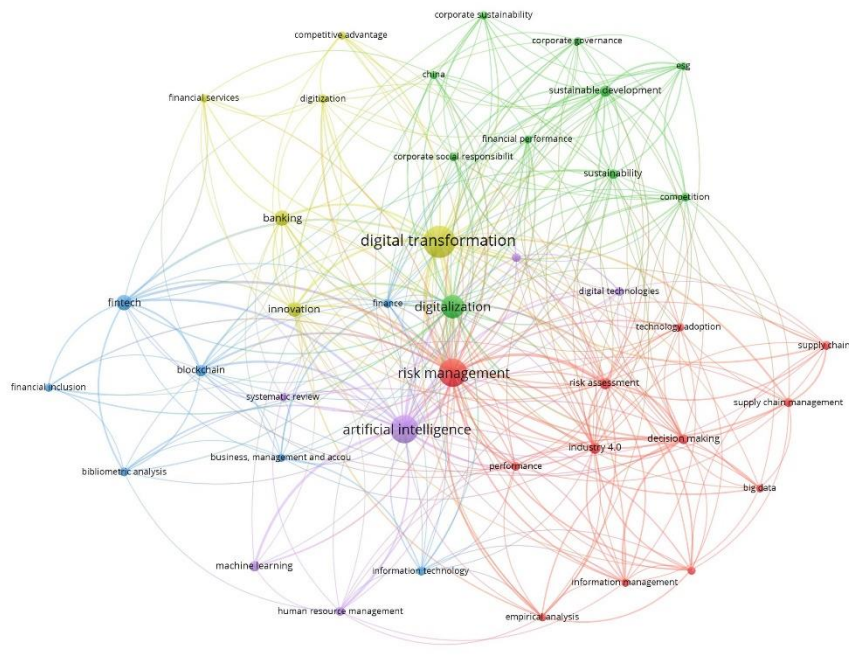 corporate sustainability
competitive advantage
corporate governance
esg
china
sustainable development
financial services
digitization
financial performance
corporate social responsibilit
sustainability
competition
banking
digital transformation
digital technologies
fintech
finance
innovation
digitalization
technology adoption
supply chain
blockchain
risk management
risk assessment
financial inclusion
systematic review
supply chain management
artificial intelligence
decision making
industry 4.0
business, management and accou
performance
bibliometric analysis
big data
machine learning
information technology
information management
human resource management
empirical analysis